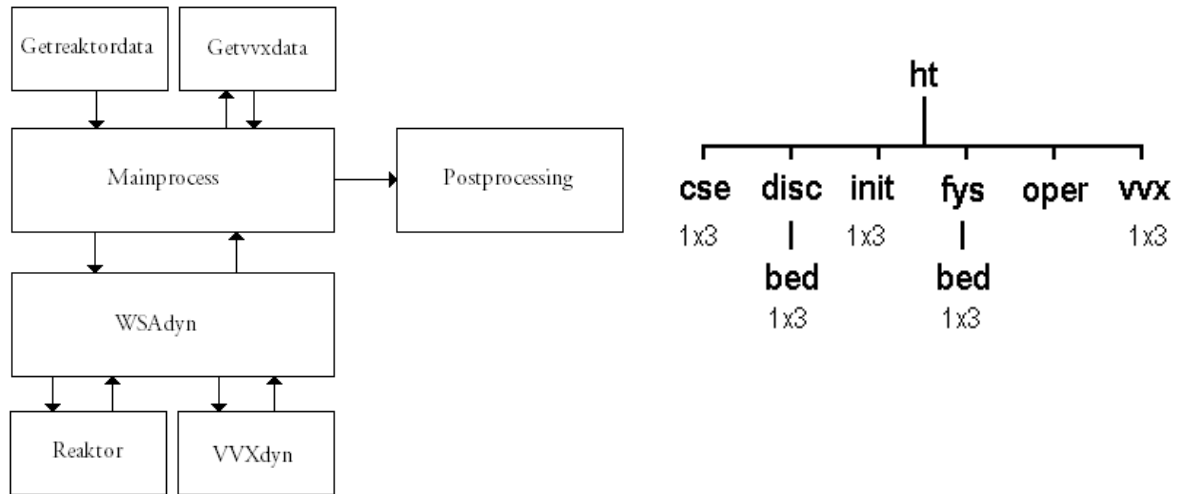 Getreaktordata
Getvvxdata
Mainprocess
Postprocessing
WSAdyn
Reaktor
VVXdyn
ht
cse disc init fys oper vvx
1x3 1x3 1x3
bed bed
1x3 1x3